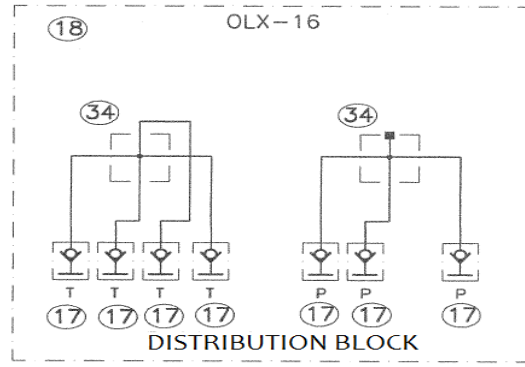 18 OLX-16
34 34
T T T T P P P
17 17 17 17 17 17 17
DISTRIBUTION BLOCK